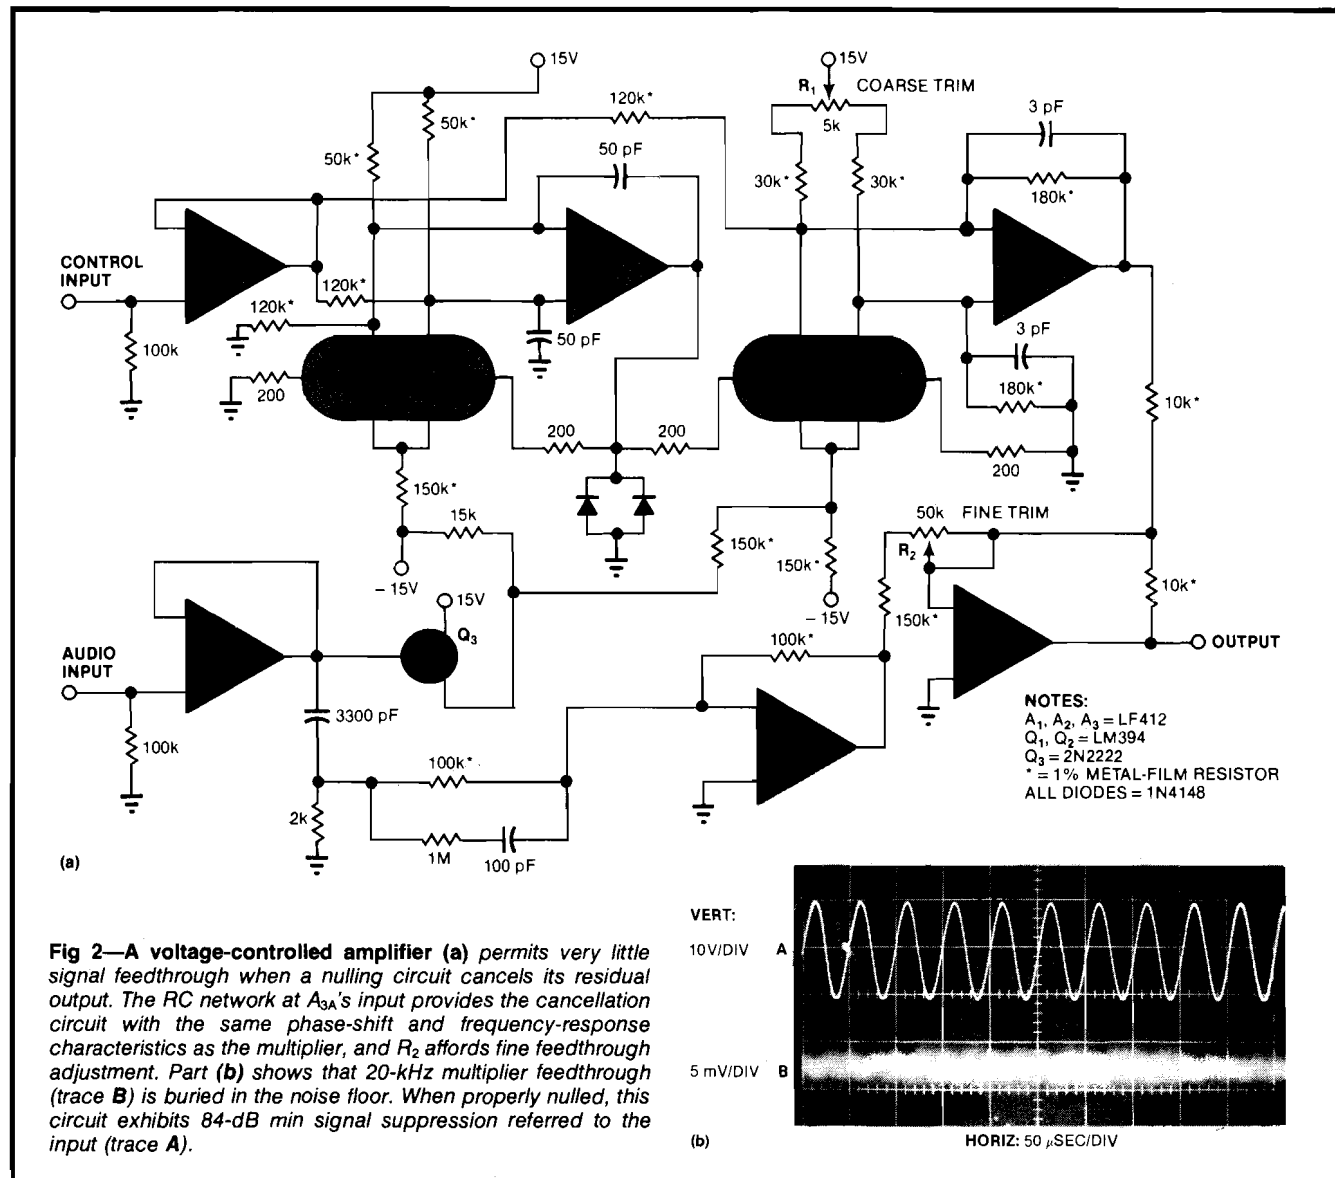 15V
50k*
50k*
120k*
50 pF
15V
R1 COARSE TRIM
5k
30k*
30k*
3 pF
180k*
CONTROL
INPUT
100k
120k*
120k*
200
50 pF
200
200
3 pF
180k*
200
10k*
150k*
15k
– 15V
15V
Q3
150k*
150k*
– 15V
50k FINE TRIM
R2
150k*
10k*
OUTPUT
AUDIO
INPUT
100k
3300 pF
2k
100k*
1M
100 pF
100k*
NOTES:
A1, A2, A3 = LF412
Q1, Q2 = LM394
Q3 = 2N2222
* = 1% METAL-FILM RESISTOR
ALL DIODES = 1N4148
(a)
VERT:
10V/DIV A
5 mV/DIV B
(b)
HORIZ: 50 μSEC/DIV
Fig 2—A voltage-controlled amplifier (a) permits very little
signal feedthrough when a nulling circuit cancels its residual
output. The RC network at A3A's input provides the cancellation
circuit with the same phase-shift and frequency-response
characteristics as the multiplier, and R2 affords fine feedthrough
adjustment. Part (b) shows that 20-kHz multiplier feedthrough
(trace B) is buried in the noise floor. When properly nulled, this
circuit exhibits 84-dB min signal suppression referred to the
input (trace A).